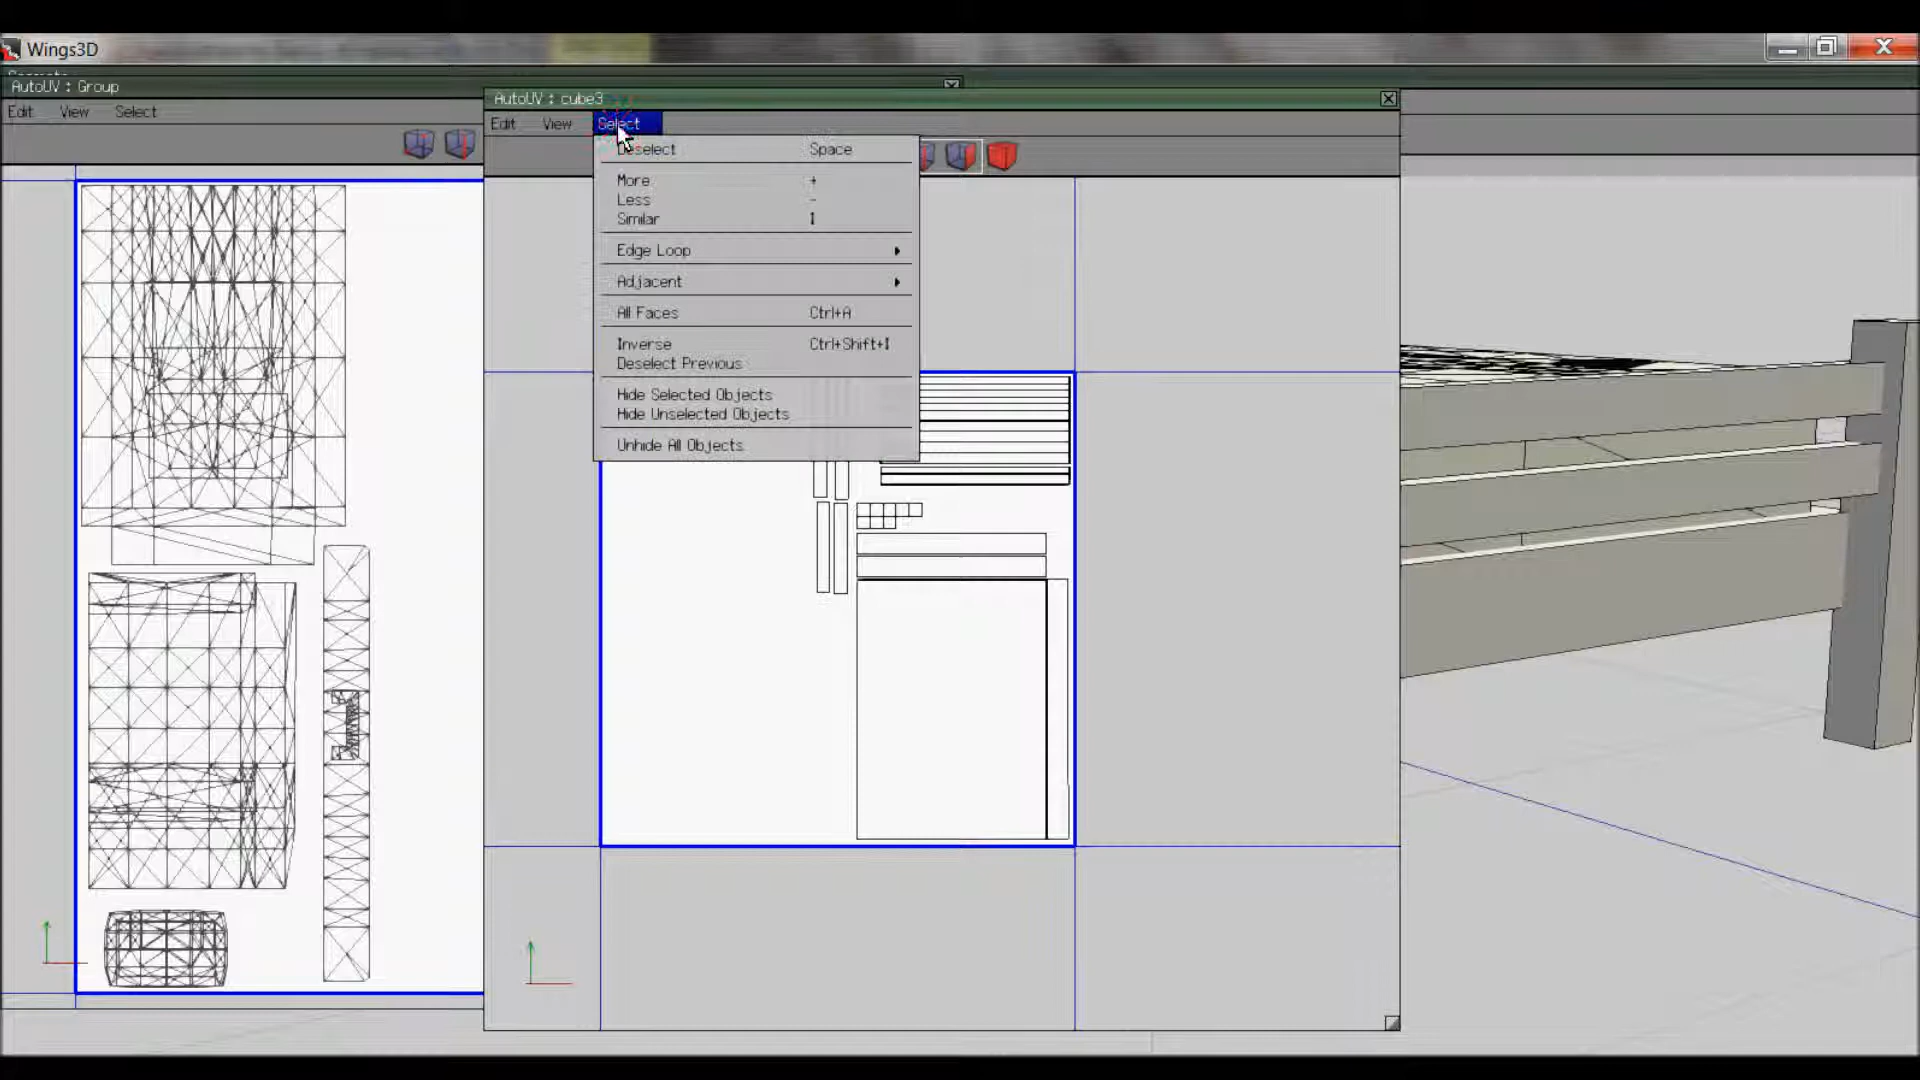 Wings3D
AutoUV : Group
Edit View Select
AutoUV : cube3
Edit View Select
Deselect Space
More +
Less -
Similar I
Edge Loop
Adjacent
All Faces Ctrl+A
Inverse Ctrl+Shift+I
Deselect Previous
Hide Selected Objects
Hide Unselected Objects
Unhide All Objects